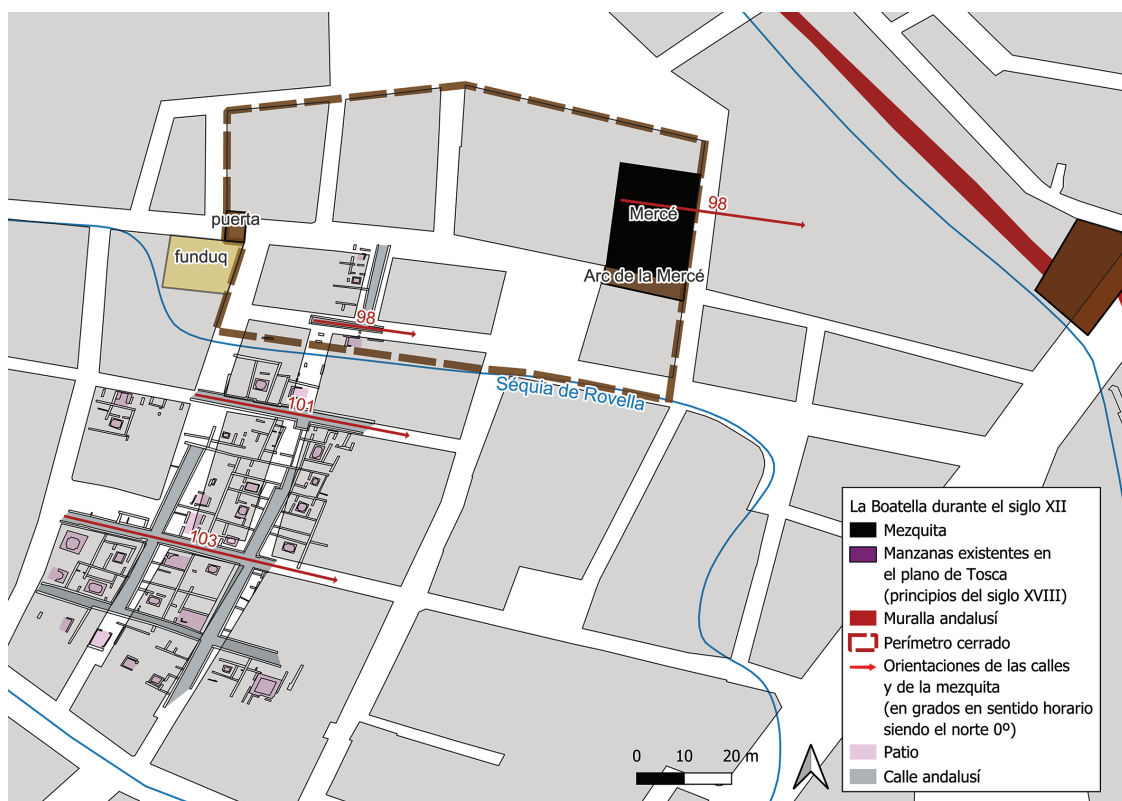 puerta
funduq
Mercé
98
Arc de la Mercé
98
Séquia de Rovella
101
103
La Boatella durante el siglo XII
Mezquita
Manzanas existentes en
el plano de Tosca
(principios del siglo XVIII)
Muralla andalusí
Perímetro cerrado
Orientaciones de las calles
y de la mezquita
(en grados en sentido horario
siendo el norte 0º)
Patio
Calle andalusí
0 10 20 m